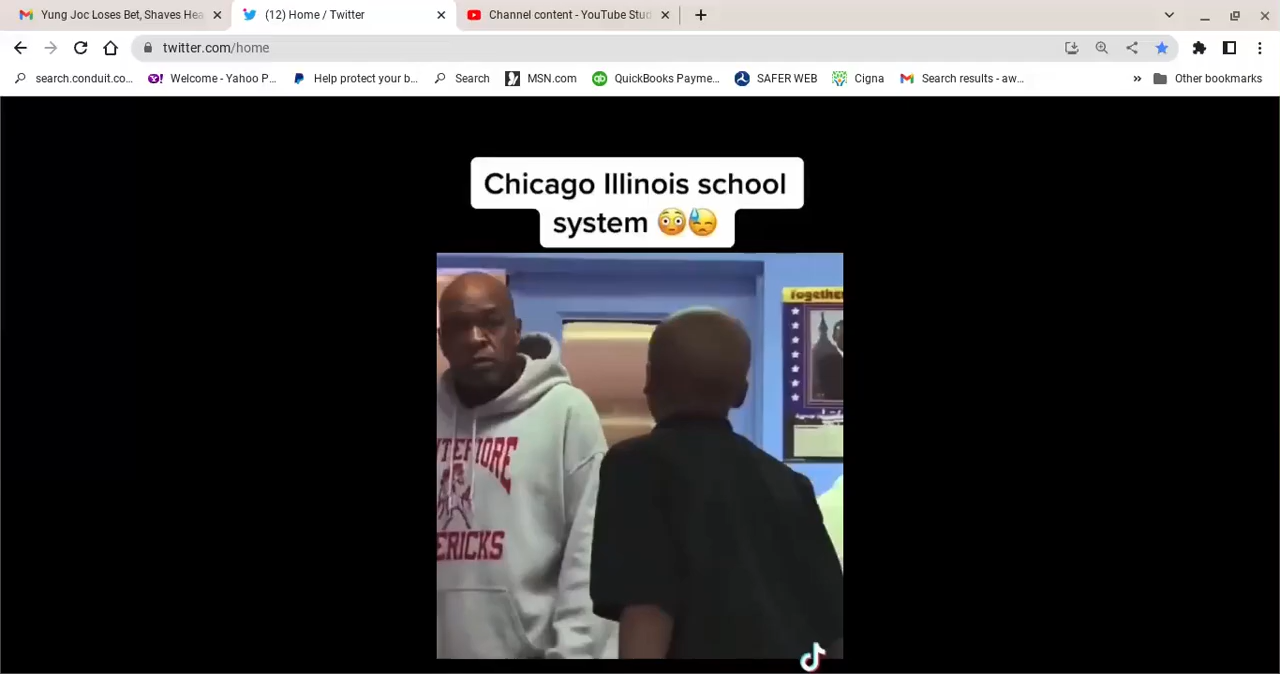 Yung Joc Loses Bet, Shaves Hea
(12) Home / Twitter
Channel content - YouTube Stud
twitter.com/home
search.conduit.co...
Welcome - Yahoo P...
Help protect your b...
Search
MSN.com
QuickBooks Payme...
SAFER WEB
Cigna
Search results - aw...
»
Other bookmarks
Chicago Illinois school
system 😳😓
Together
TEFIORE
ERICKS